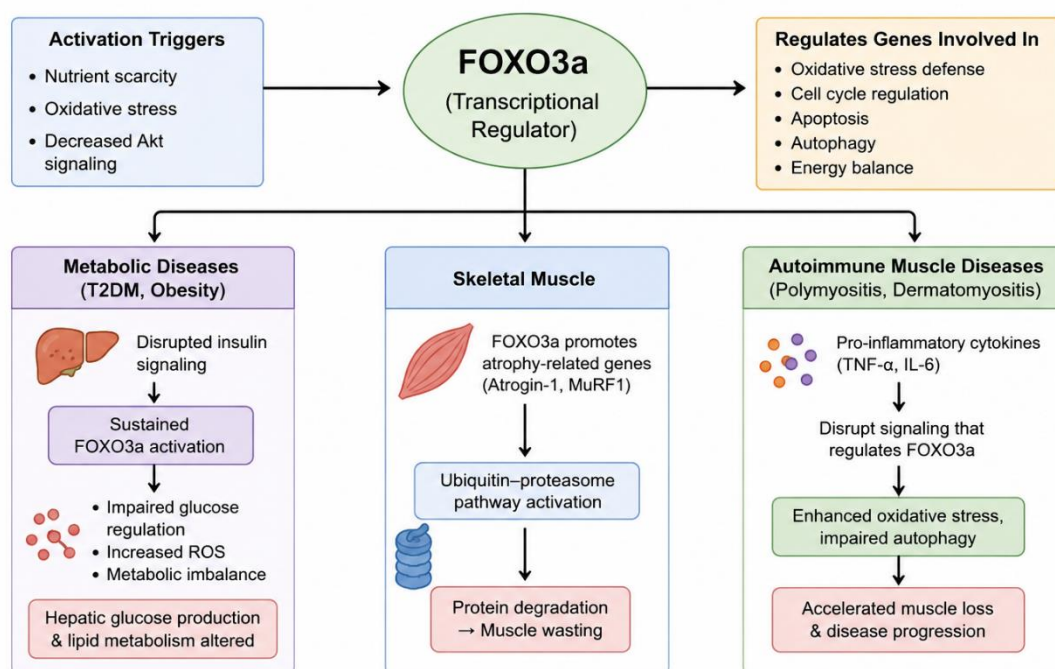 Activation Triggers
• Nutrient scarcity
• Oxidative stress
• Decreased Akt
signaling
FOXO3a
(Transcriptional
Regulator)
Regulates Genes Involved In
• Oxidative stress defense
• Cell cycle regulation
• Apoptosis
• Autophagy
• Energy balance
Metabolic Diseases
(T2DM, Obesity)
Disrupted insulin
signaling
Sustained
FOXO3a activation
• Impaired glucose
regulation
• Increased ROS
• Metabolic imbalance
Hepatic glucose production
& lipid metabolism altered
Skeletal Muscle
FOXO3a promotes
atrophy-related genes
(Atrogin-1, MuRF1)
Ubiquitin–proteasome
pathway activation
Protein degradation
→ Muscle wasting
Autoimmune Muscle Diseases
(Polymyositis, Dermatomyositis)
Pro-inflammatory cytokines
(TNF-α, IL-6)
Disrupt signaling that
regulates FOXO3a
Enhanced oxidative stress,
impaired autophagy
Accelerated muscle loss
& disease progression